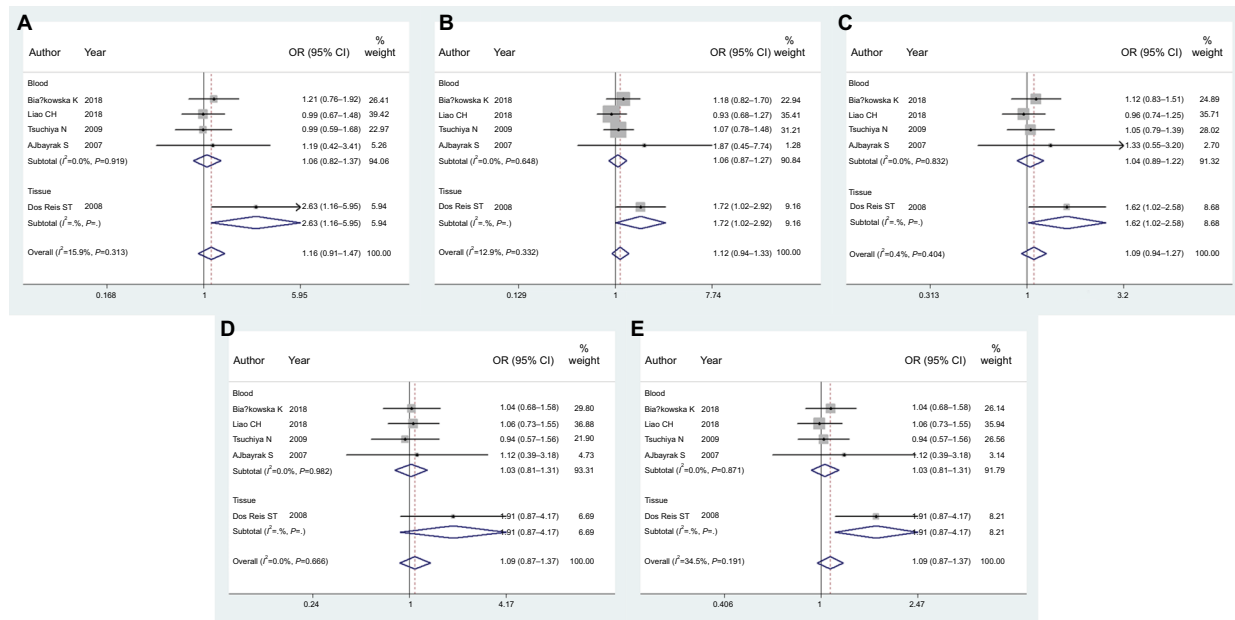 A
%
Author Year OR (95% CI) weight
Blood
Bia?kowska K 2018 1.21 (0.76–1.92) 26.41
Liao CH 2018 0.99 (0.67–1.48) 39.42
Tsuchiya N 2009 0.99 (0.59–1.68) 22.97
AJbayrak S 2007 1.19 (0.42–3.41) 5.26
Subtotal (I²=0.0%, P=0.919) 1.06 (0.82–1.37) 94.06
Tissue
Dos Reis ST 2008 2.63 (1.16–5.95) 5.94
Subtotal (I²=.%, P=.) 2.63 (1.16–5.95) 5.94
Overall (I²=15.9%, P=0.313) 1.16 (0.91–1.47) 100.00
0.168 1 5.95
B
%
Author Year OR (95% CI) weight
Blood
Bia?kowska K 2018 1.18 (0.82–1.70) 22.94
Liao CH 2018 0.93 (0.68–1.27) 35.41
Tsuchiya N 2009 1.07 (0.78–1.48) 31.21
AJbayrak S 2007 1.87 (0.45–7.74) 1.28
Subtotal (I²=0.0%, P=0.648) 1.06 (0.87–1.27) 90.84
Tissue
Dos Reis ST 2008 1.72 (1.02–2.92) 9.16
Subtotal (I²=.%, P=.) 1.72 (1.02–2.92) 9.16
Overall (I²=12.9%, P=0.332) 1.12 (0.94–1.33) 100.00
0.129 1 7.74
C
%
Author Year OR (95% CI) weight
Blood
Bia?kowska K 2018 1.12 (0.83–1.51) 24.89
Liao CH 2018 0.96 (0.74–1.25) 35.71
Tsuchiya N 2009 1.05 (0.79–1.39) 28.02
AJbayrak S 2007 1.33 (0.55–3.20) 2.70
Subtotal (I²=0.0%, P=0.832) 1.04 (0.89–1.22) 91.32
Tissue
Dos Reis ST 2008 1.62 (1.02–2.58) 8.68
Subtotal (I²=.%, P=.) 1.62 (1.02–2.58) 8.68
Overall (I²=0.4%, P=0.404) 1.09 (0.94–1.27) 100.00
0.313 1 3.2
D
%
Author Year OR (95% CI) weight
Blood
Bia?kowska K 2018 1.04 (0.68–1.58) 29.80
Liao CH 2018 1.06 (0.73–1.55) 36.88
Tsuchiya N 2009 0.94 (0.57–1.56) 21.90
AJbayrak S 2007 1.12 (0.39–3.18) 4.73
Subtotal (I²=0.0%, P=0.982) 1.03 (0.81–1.31) 93.31
Tissue
Dos Reis ST 2008 1.91 (0.87–4.17) 6.69
Subtotal (I²=.%, P=.) 1.91 (0.87–4.17) 6.69
Overall (I²=0.0%, P=0.666) 1.09 (0.87–1.37) 100.00
0.24 1 4.17
E
%
Author Year OR (95% CI) weight
Blood
Bia?kowska K 2018 1.04 (0.68–1.58) 26.14
Liao CH 2018 1.06 (0.73–1.55) 35.94
Tsuchiya N 2009 0.94 (0.57–1.56) 26.56
AJbayrak S 2007 1.12 (0.39–3.18) 3.14
Subtotal (I²=0.0%, P=0.871) 1.03 (0.81–1.31) 91.79
Tissue
Dos Reis ST 2008 1.91 (0.87–4.17) 8.21
Subtotal (I²=.%, P=.) 1.91 (0.87–4.17) 8.21
Overall (I²=34.5%, P=0.191) 1.09 (0.87–1.37) 100.00
0.406 1 2.47